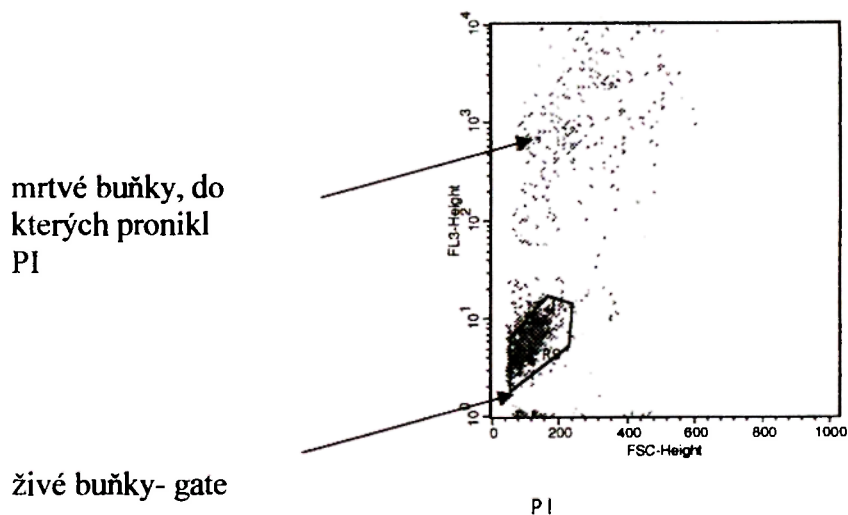 mrtvé buňky, do
kterých pronikl
PI
živé buňky- gate
10^4
10^3
10^2
10^1
10^0
FL3-Height
R9
0 200 400 600 800 1000
FSC-Height
PI